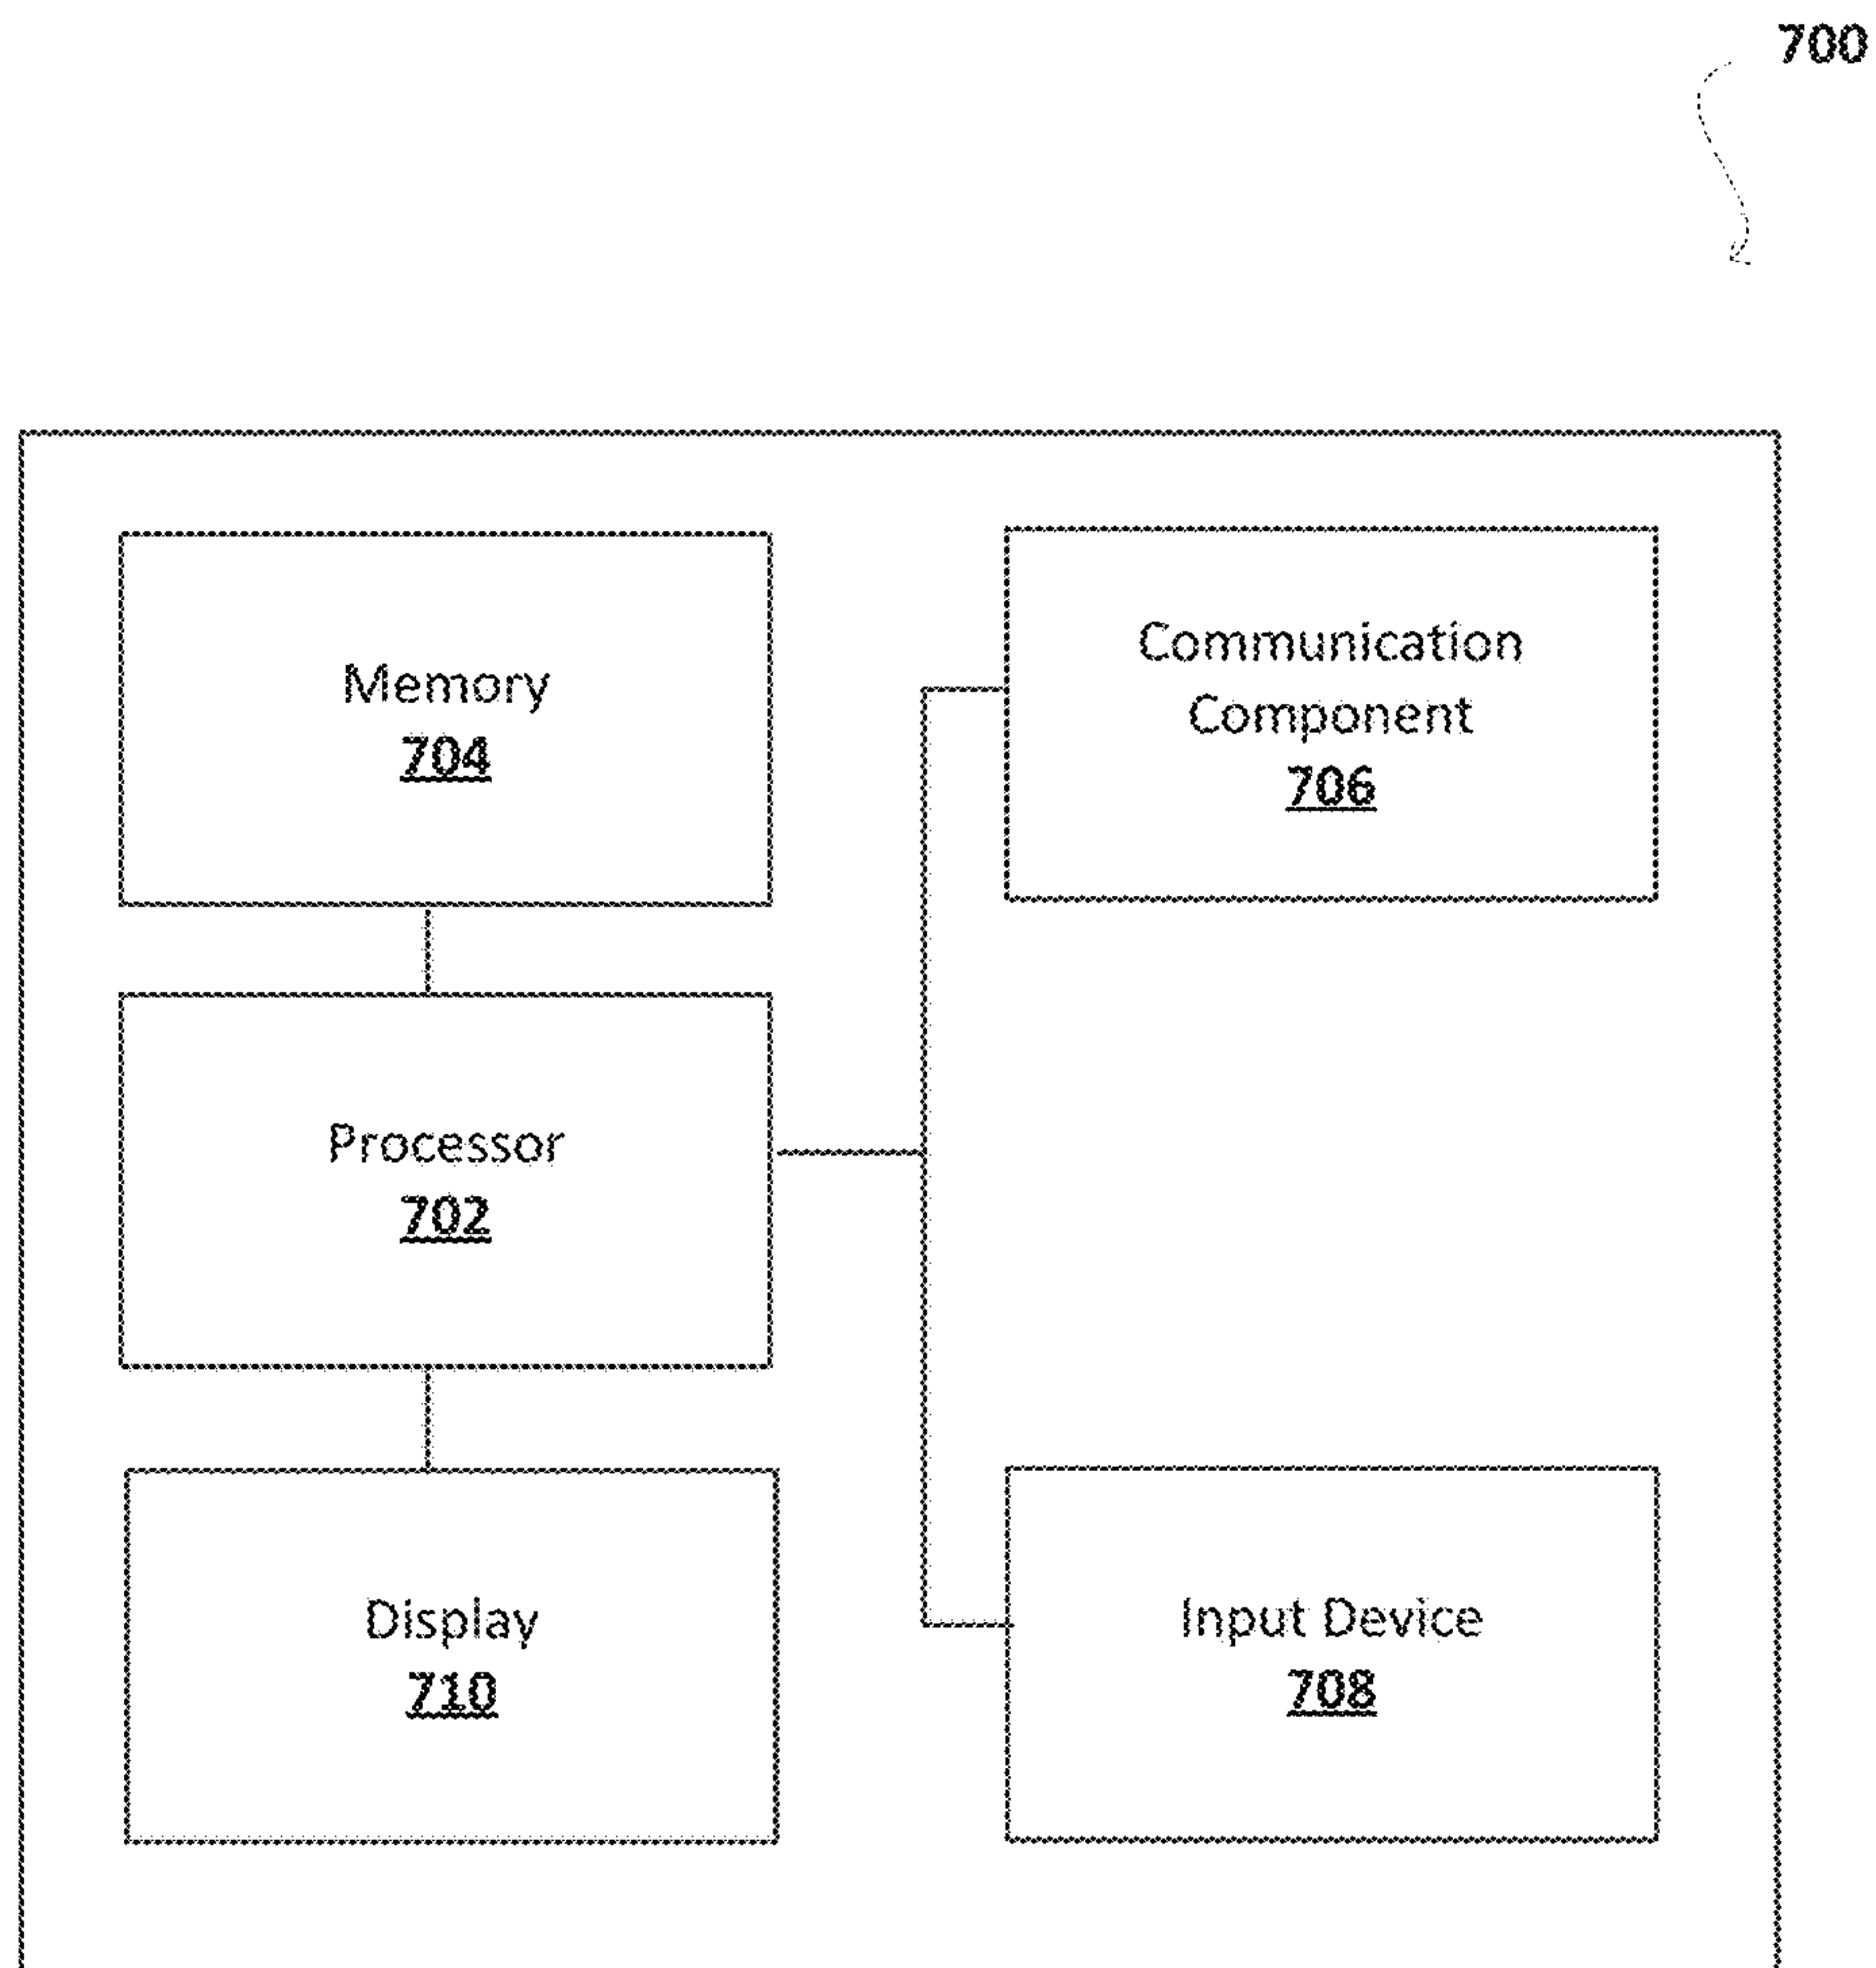 700
Memory
704
Communication
Component
706
Processor
702
Display
710
Input Device
708